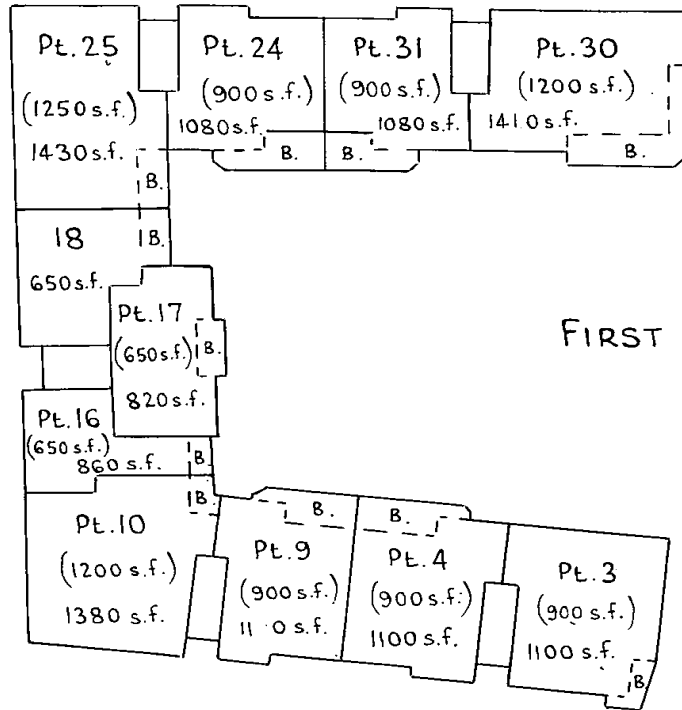 Pt.25
(1250 s.f.)
1430 s.f.
B.
Pt.24
(900 s.f.)
1080 s.f.
B.
Pt.31
(900 s.f.)
1080 s.f.
B.
Pt.30
(1200 s.f.)
1410 s.f.
B.
18
650 s.f.
B.
Pt.17
(650 s.f.)
B.
820 s.f.
FIRST
Pt.16
(650 s.f.)
860 s.f.
B.
Pt.10
(1200 s.f.)
1380 s.f.
B.
Pt.9
(900 s.f.)
B.
Pt.4
(900 s.f.)
1100 s.f.
B.
Pt.3
(900 s.f.)
1100 s.f.
B.